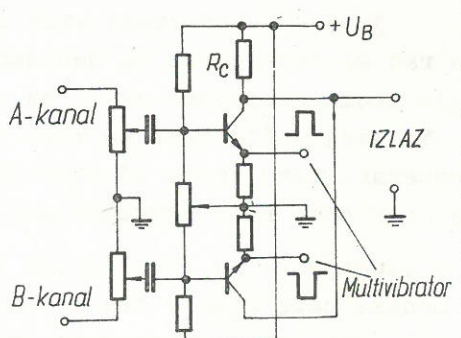 + U_B
R_C
A-kanal
IZLAZ
Multivibrator
B-kanal